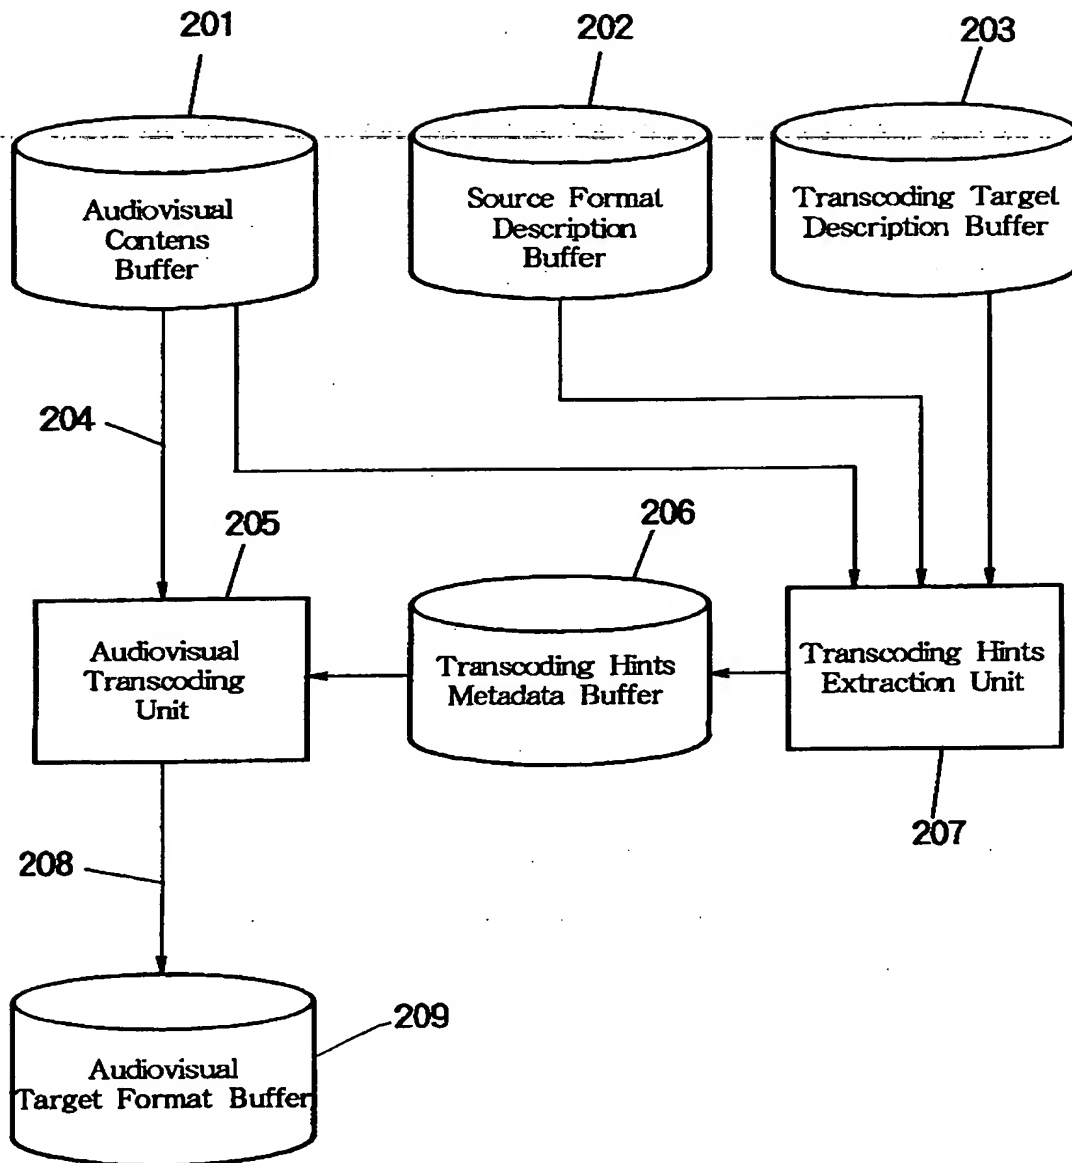 201
202
203
Audiovisual
Contens
Buffer
Source Format
Description
Buffer
Transcoding Target
Description Buffer
204
205
206
Audiovisual
Transcoding
Unit
Transcoding Hints
Metadata Buffer
Transcoding Hints
Extraction Unit
207
208
209
Audiovisual
Target Format Buffer